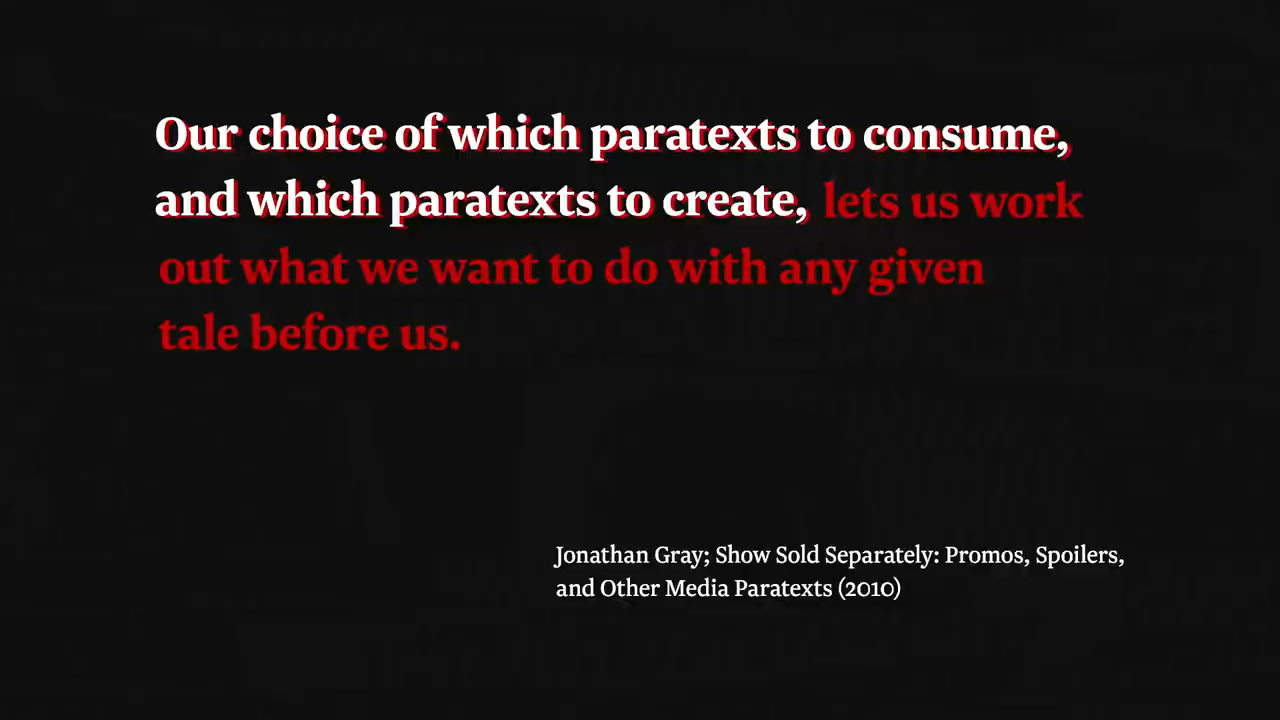 Our choice of which paratexts to consume,
and which paratexts to create, lets us work
out what we want to do with any given
tale before us.
Jonathan Gray; Show Sold Separately: Promos, Spoilers,
and Other Media Paratexts (2010)